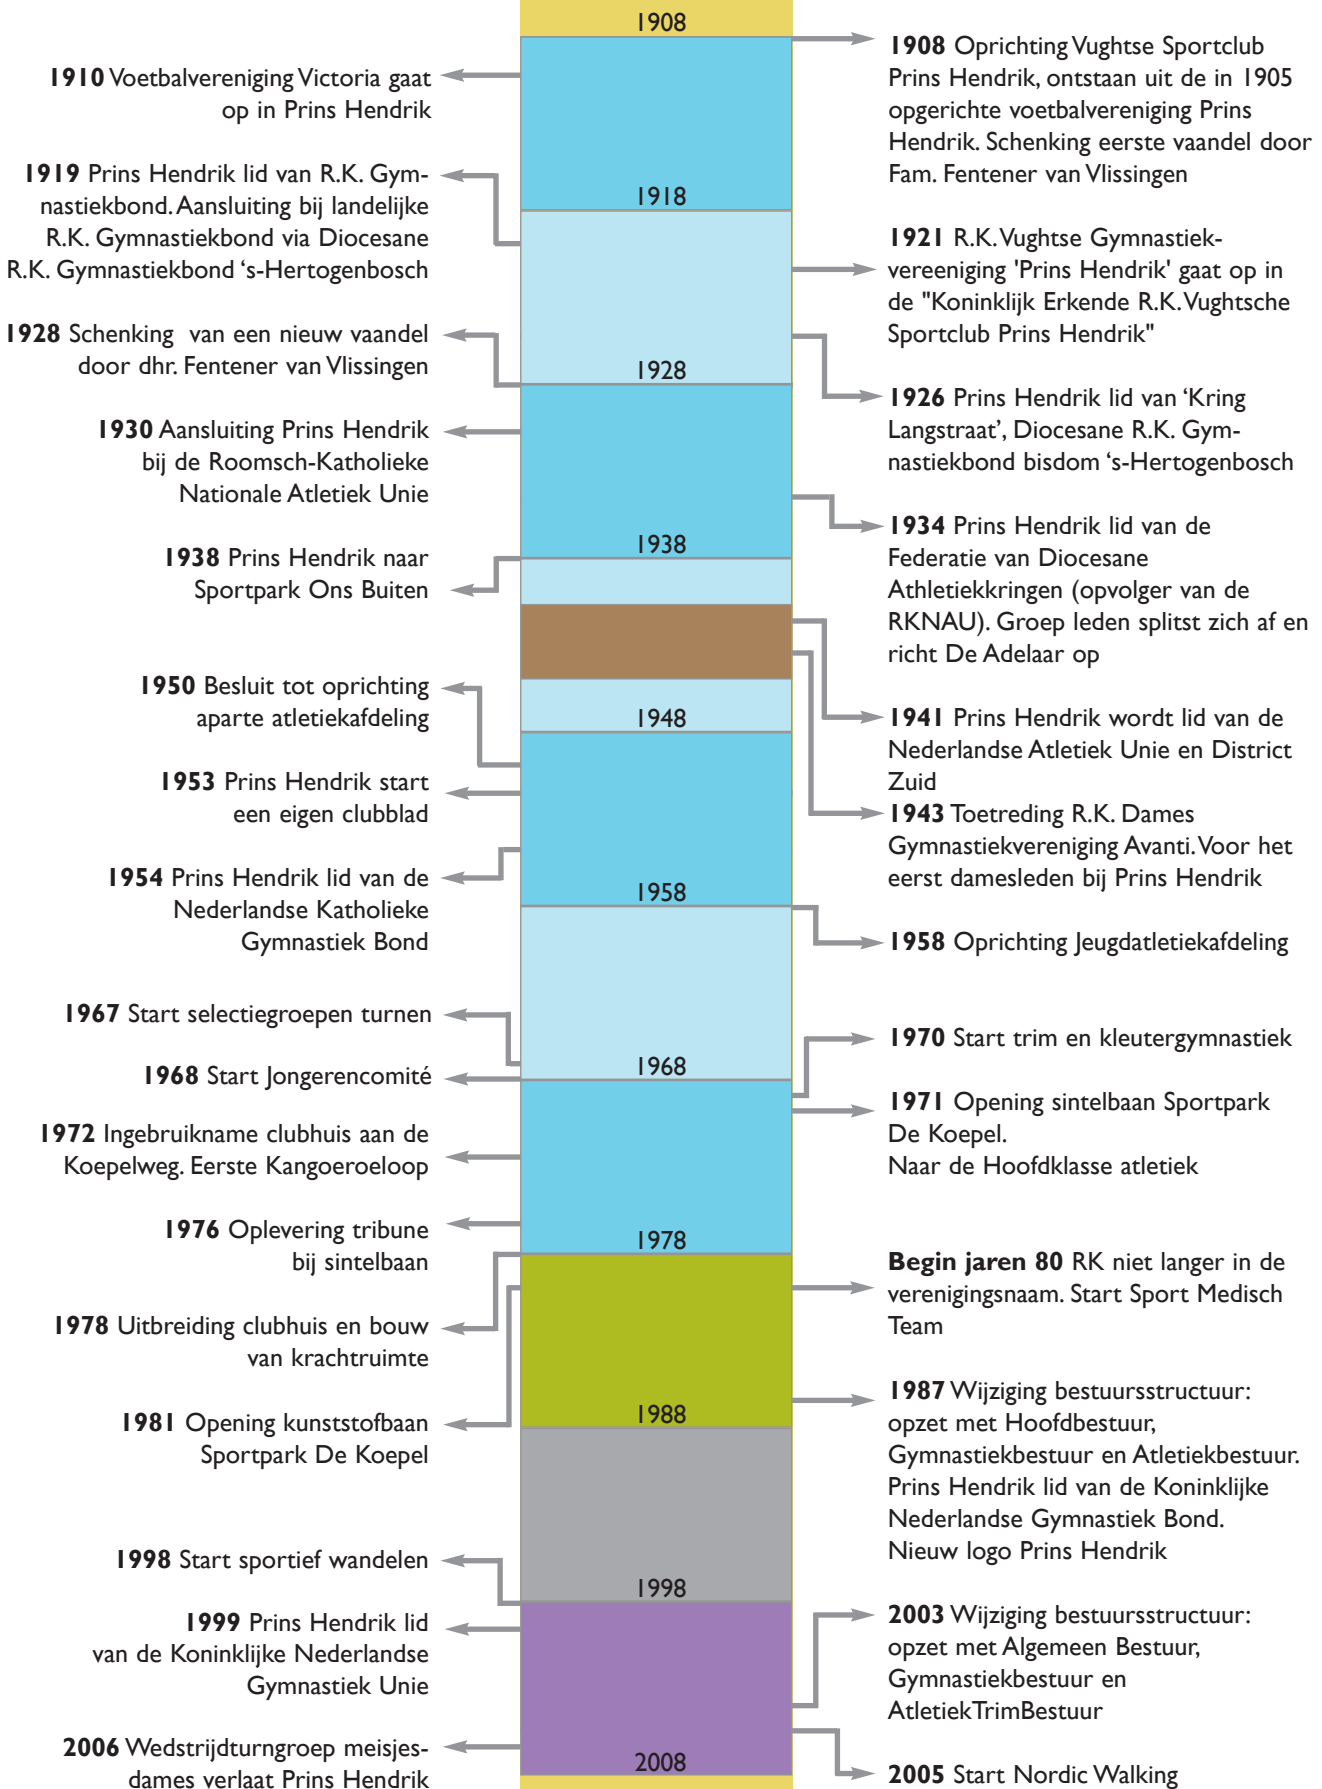 1908
1908 Oprichting Vughtse Sportclub
Prins Hendrik, ontstaan uit de in 1905
opgerichte voetbalvereniging Prins
Hendrik. Schenking eerste vaandel door
Fam. Fentener van Vlissingen
1910 Voetbalvereniging Victoria gaat
op in Prins Hendrik
1919 Prins Hendrik lid van R.K. Gym-
nastiekbond. Aansluiting bij landelijke
R.K. Gymnastiekbond via Diocesane
R.K. Gymnastiekbond ‘s-Hertogenbosch
1918
1921 R.K. Vughtse Gymnastiek-
vereeniging 'Prins Hendrik' gaat op in
de "Koninklijk Erkende R.K. Vughtsche
Sportclub Prins Hendrik"
1928 Schenking van een nieuw vaandel
door dhr. Fentener van Vlissingen
1928
1926 Prins Hendrik lid van ‘Kring
Langstraat’, Diocesane R.K. Gym-
nastiekbond bisdom ‘s-Hertogenbosch
1930 Aansluiting Prins Hendrik
bij de Roomsch-Katholieke
Nationale Atletiek Unie
1934 Prins Hendrik lid van de
Federatie van Diocesane
Athletiekkringen (opvolger van de
RKNAU). Groep leden splitst zich af en
richt De Adelaar op
1938
1938 Prins Hendrik naar
Sportpark Ons Buiten
1941 Prins Hendrik wordt lid van de
Nederlandse Atletiek Unie en District
Zuid
1943 Toetreding R.K. Dames
Gymnastiekvereniging Avanti. Voor het
eerst damesleden bij Prins Hendrik
1950 Besluit tot oprichting
aparte atletiekafdeling
1948
1953 Prins Hendrik start
een eigen clubblad
1954 Prins Hendrik lid van de
Nederlandse Katholieke
Gymnastiek Bond
1958
1958 Oprichting Jeugdatletiekafdeling
1967 Start selectiegroepen turnen
1968 Start Jongerencomité
1968
1970 Start trim en kleutergymnastiek
1971 Opening sintelbaan Sportpark
De Koepel.
Naar de Hoofdklasse atletiek
1972 Ingebruikname clubhuis aan de
Koepelweg. Eerste Kangoeroeloop
1976 Oplevering tribune
bij sintelbaan
1978
Begin jaren 80 RK niet langer in de
verenigingsnaam. Start Sport Medisch
Team
1978 Uitbreiding clubhuis en bouw
van krachtruimte
1981 Opening kunststofbaan
Sportpark De Koepel
1988
1987 Wijziging bestuursstructuur:
opzet met Hoofdbestuur,
Gymnastiekbestuur en Atletiekbestuur.
Prins Hendrik lid van de Koninklijke
Nederlandse Gymnastiek Bond.
Nieuw logo Prins Hendrik
1998 Start sportief wandelen
1998
1999 Prins Hendrik lid
van de Koninklijke Nederlandse
Gymnastiek Unie
2003 Wijziging bestuursstructuur:
opzet met Algemeen Bestuur,
Gymnastiekbestuur en
AtletiekTrimBestuur
2006 Wedstrijdturngroep meisjes-
dames verlaat Prins Hendrik
2008
2005 Start Nordic Walking